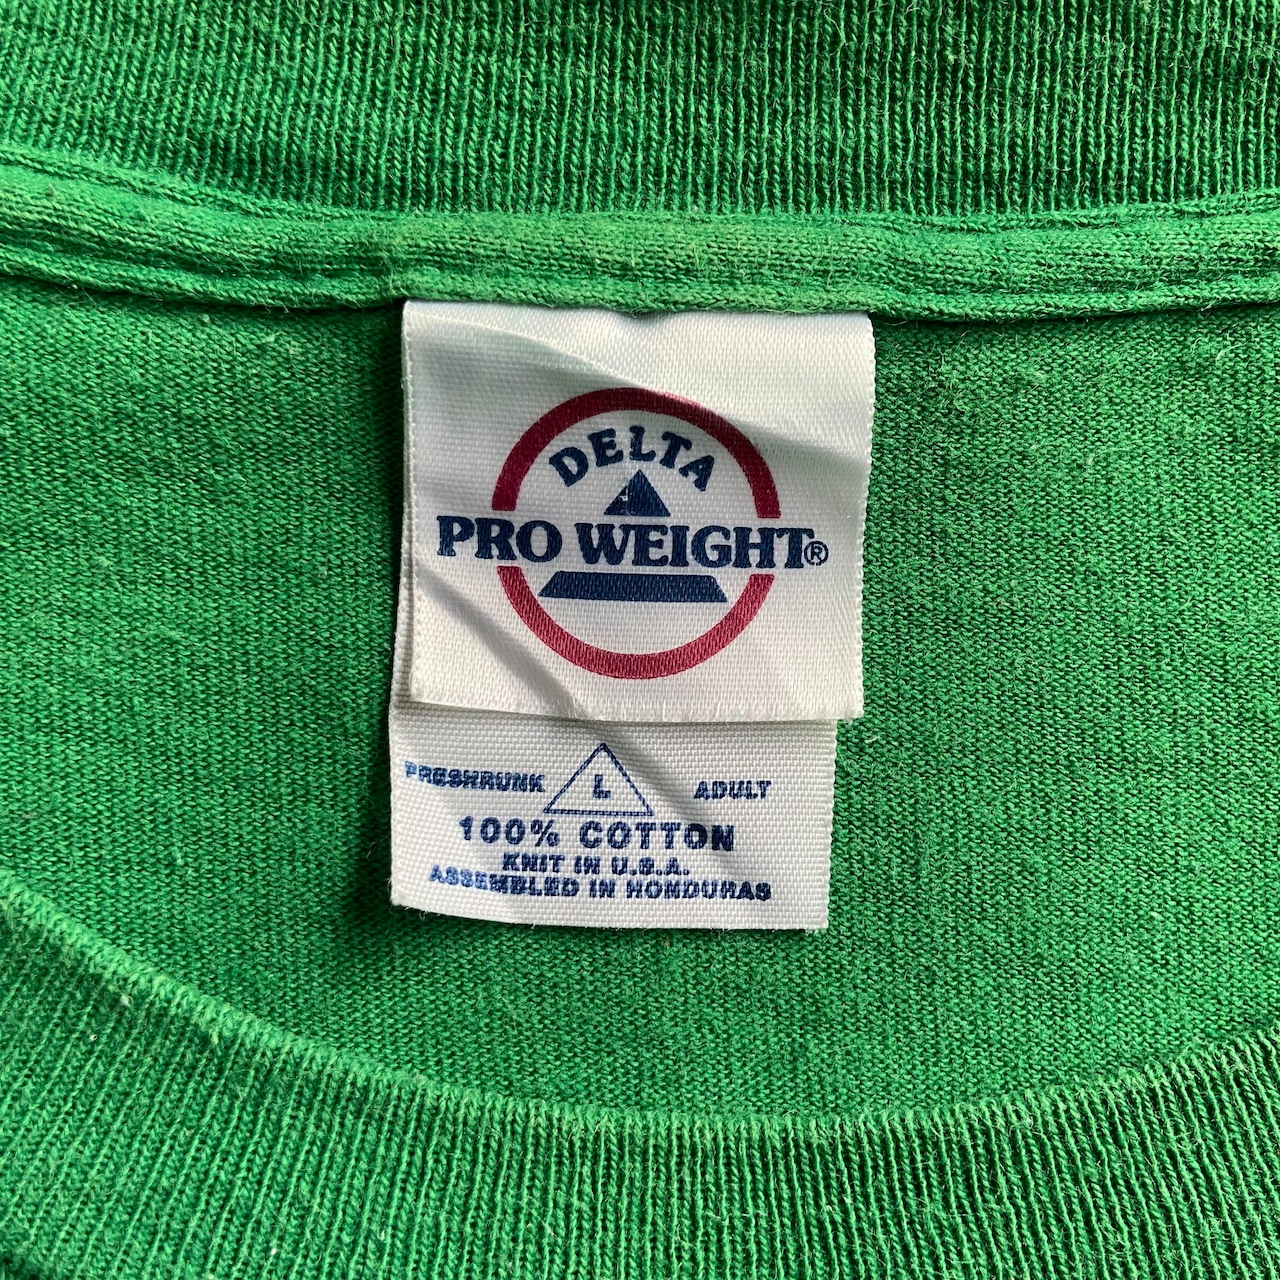 DELTA
PRO WEIGHT®
PRESHRUNK L ADULT
100% COTTON
KNIT IN U.S.A.
ASSEMBLED IN HONDURAS